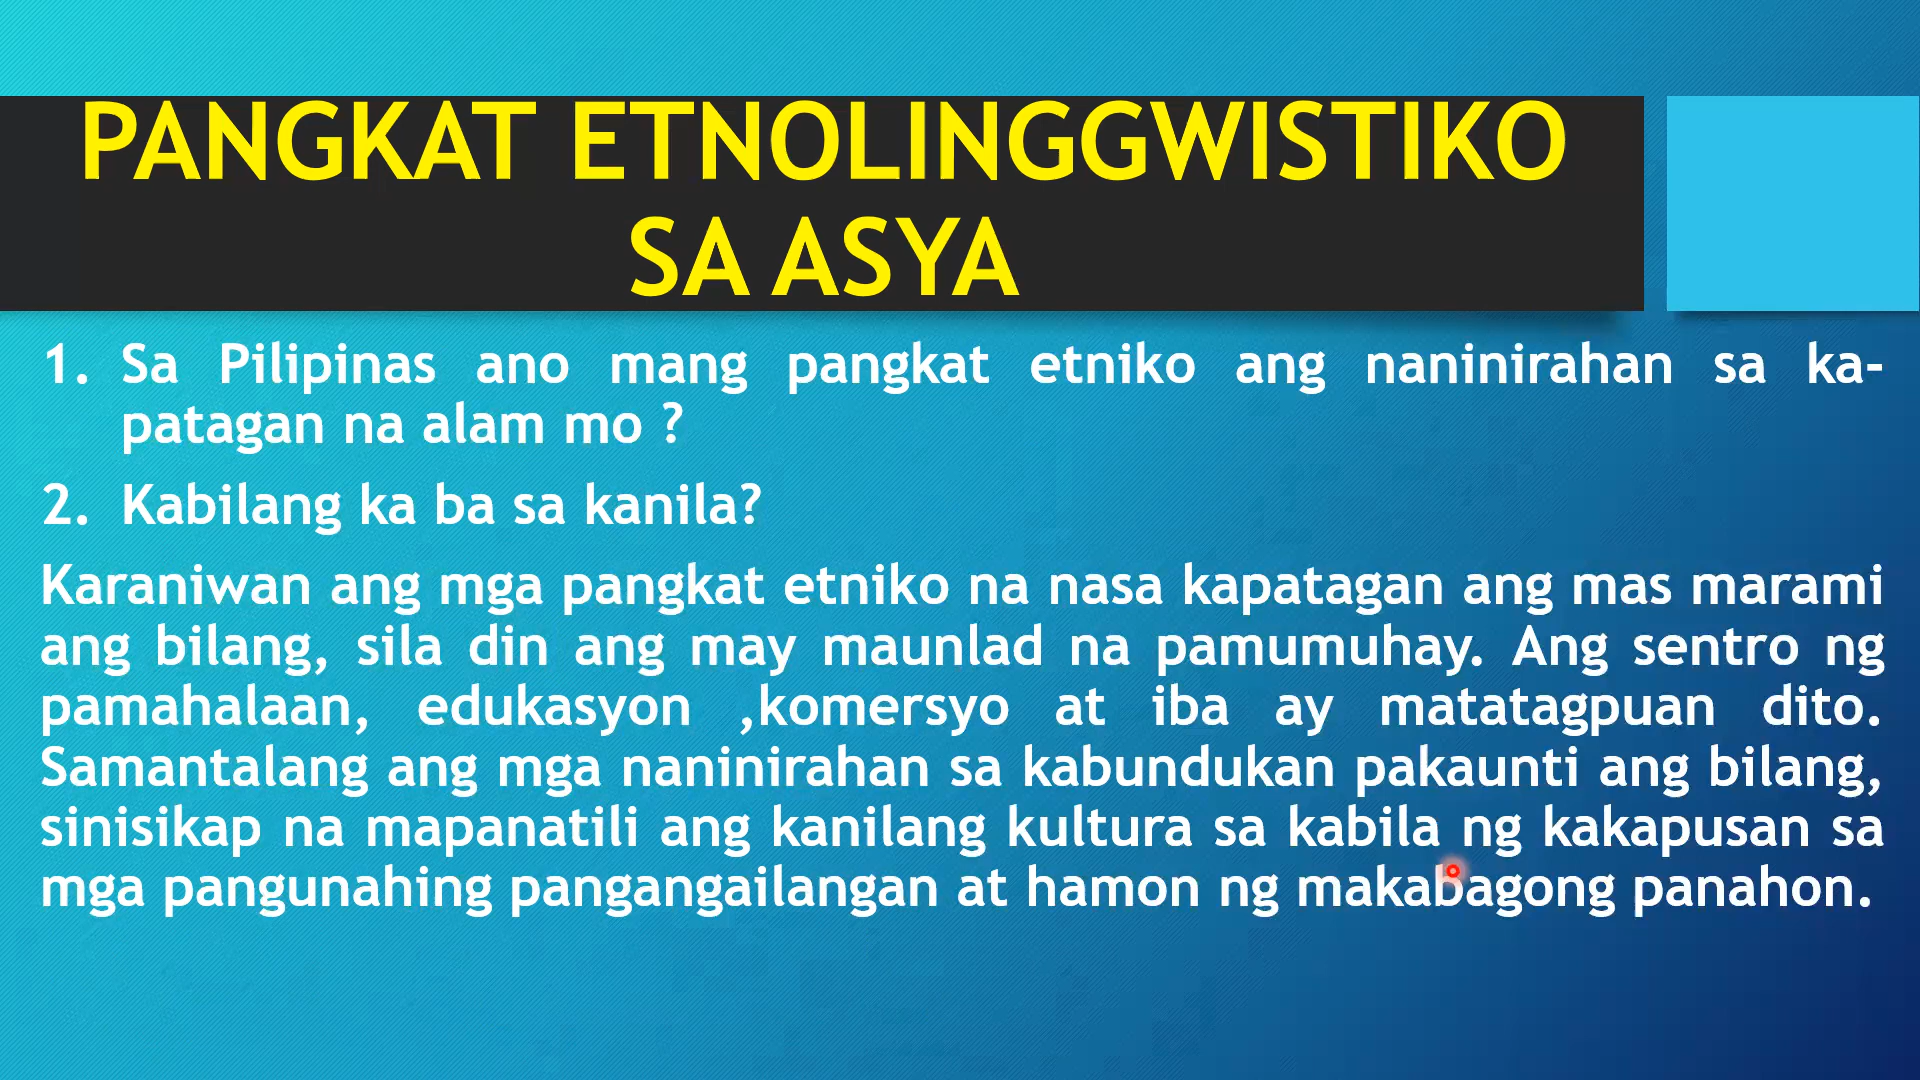 PANGKAT ETNOLINGGWISTIKO
SA ASYA
1. Sa Pilipinas ano mang pangkat etniko ang naninirahan sa ka-
patagan na alam mo ?
2. Kabilang ka ba sa kanila?
Karaniwan ang mga pangkat etniko na nasa kapatagan ang mas marami
ang bilang, sila din ang may maunlad na pamumuhay. Ang sentro ng
pamahalaan, edukasyon ,komersyo at iba ay matatagpuan dito.
Samantalang ang mga naninirahan sa kabundukan pakaunti ang bilang,
sinisikap na mapanatili ang kanilang kultura sa kabila ng kakapusan sa
mga pangunahing pangangailangan at hamon ng makabagong panahon.